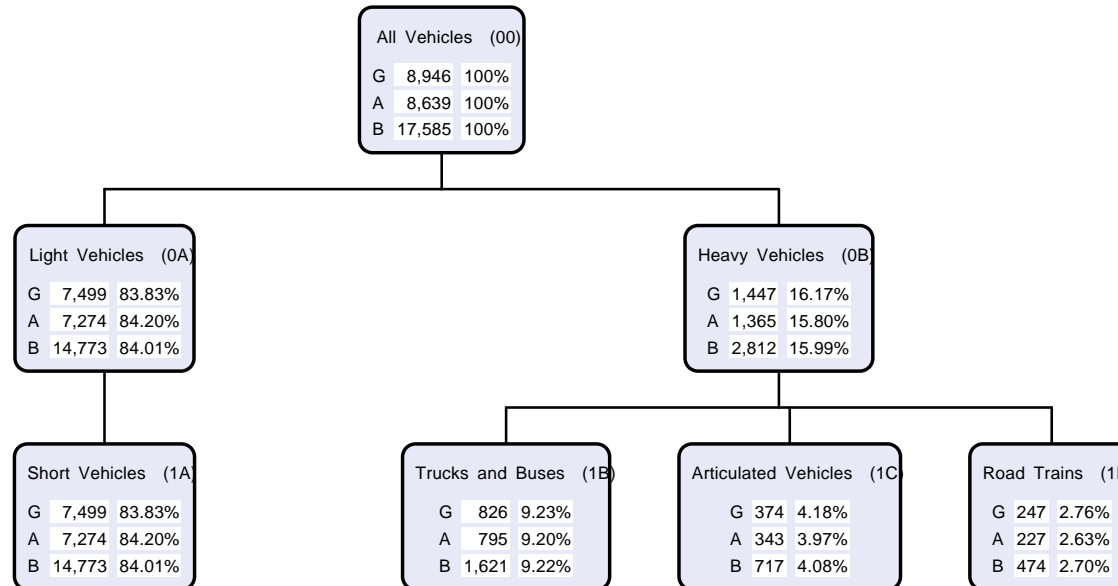 All Vehicles (00)
G 8,946 100%
A 8,639 100%
B 17,585 100%
Light Vehicles (0A)
G 7,499 83.83%
A 7,274 84.20%
B 14,773 84.01%
Heavy Vehicles (0B)
G 1,447 16.17%
A 1,365 15.80%
B 2,812 15.99%
Short Vehicles (1A)
G 7,499 83.83%
A 7,274 84.20%
B 14,773 84.01%
Trucks and Buses (1B)
G 826 9.23%
A 795 9.20%
B 1,621 9.22%
Articulated Vehicles (1C)
G 374 4.18%
A 343 3.97%
B 717 4.08%
Road Trains
G 247 2.76%
A 227 2.63%
B 474 2.70%